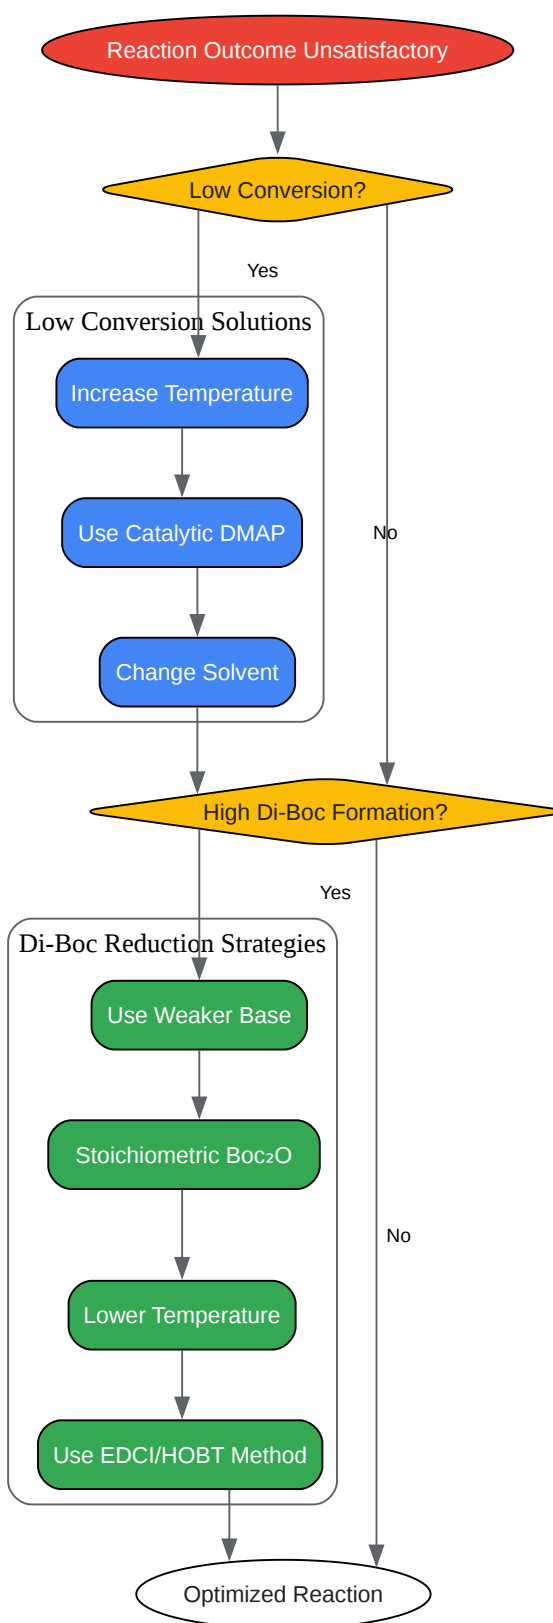 Reaction Outcome Unsatisfactory
Low Conversion?
Yes
Low Conversion Solutions
Increase Temperature
Use Catalytic DMAP
No
Change Solvent
High Di-Boc Formation?
Yes
Di-Boc Reduction Strategies
Use Weaker Base
Stoichiometric Boc₂O
No
Lower Temperature
Use EDCI/HOBT Method
Optimized Reaction